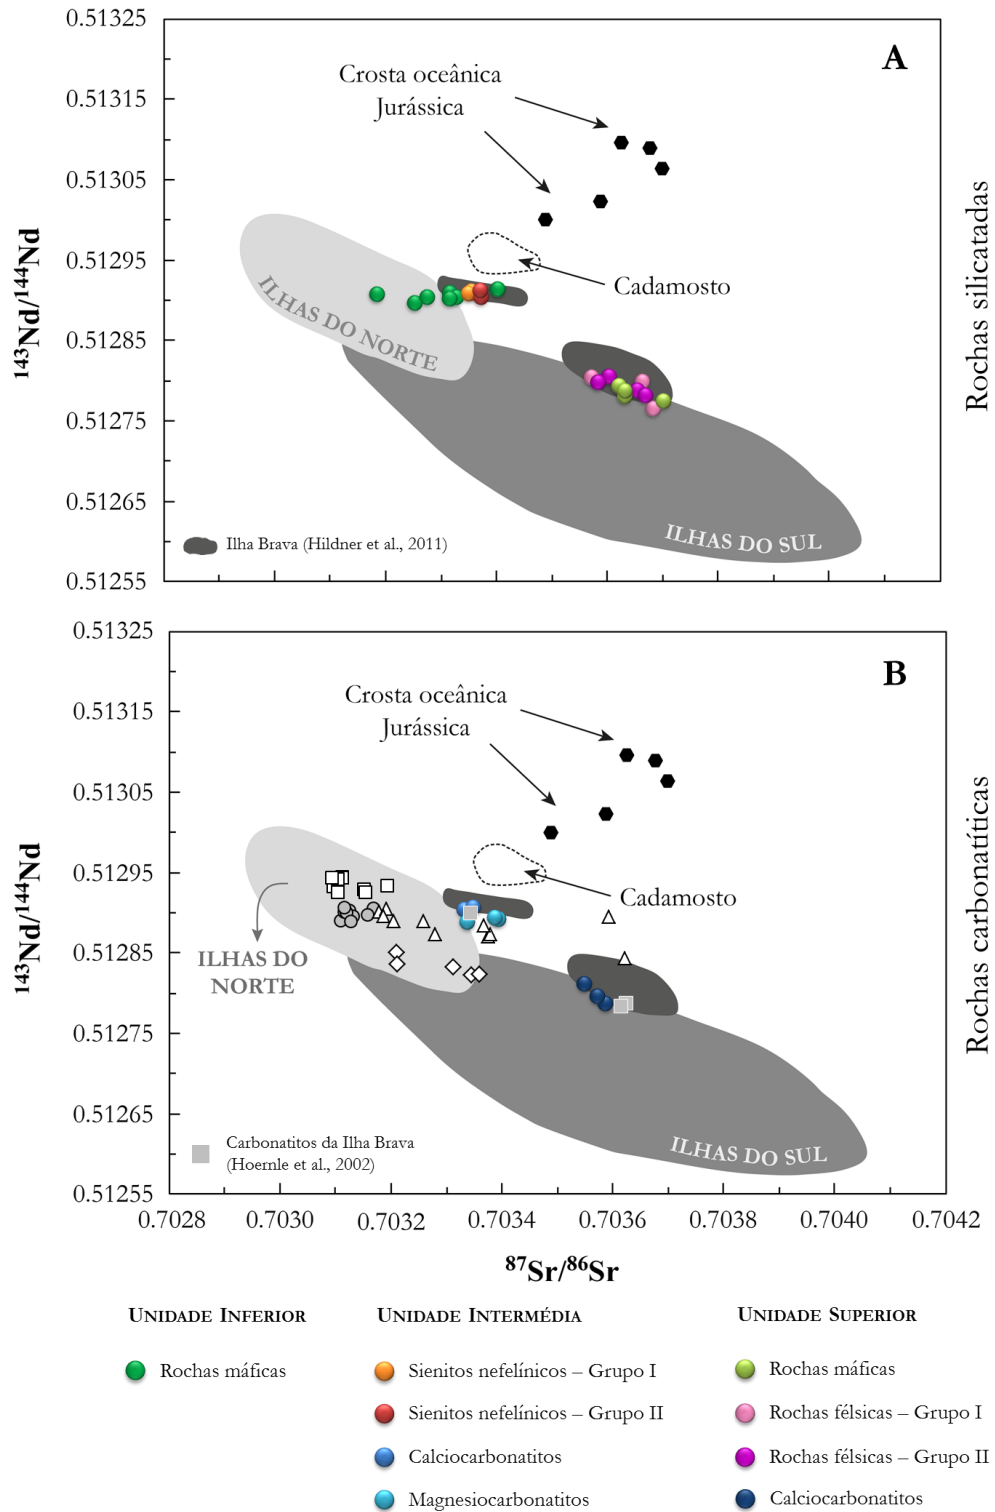 0.51325
0.51315
0.51305
0.51295
0.51285
0.51275
0.51265
0.51255
¹⁴³Nd/¹⁴⁴Nd
A
Crosta oceânica
Jurássica
Cadamosto
ILHAS DO NORTE
ILHAS DO SUL
Ilha Brava (Hildner et al., 2011)
Rochas silicatadas
0.51325
0.51315
0.51305
0.51295
0.51285
0.51275
0.51265
0.51255
¹⁴³Nd/¹⁴⁴Nd
B
Crosta oceânica
Jurássica
Cadamosto
ILHAS DO
NORTE
ILHAS DO SUL
Carbonatitos da Ilha Brava
(Hoernle et al., 2002)
Rochas carbonatíticas
0.7028 0.7030 0.7032 0.7034 0.7036 0.7038 0.7040 0.7042
⁸⁷Sr/⁸⁶Sr
UNIDADE INFERIOR
Rochas máficas
UNIDADE INTERMÉDIA
Sienitos nefelínicos – Grupo I
Sienitos nefelínicos – Grupo II
Calciocarbonatitos
Magnesiocarbonatitos
UNIDADE SUPERIOR
Rochas máficas
Rochas félsicas – Grupo I
Rochas félsicas – Grupo II
Calciocarbonatitos